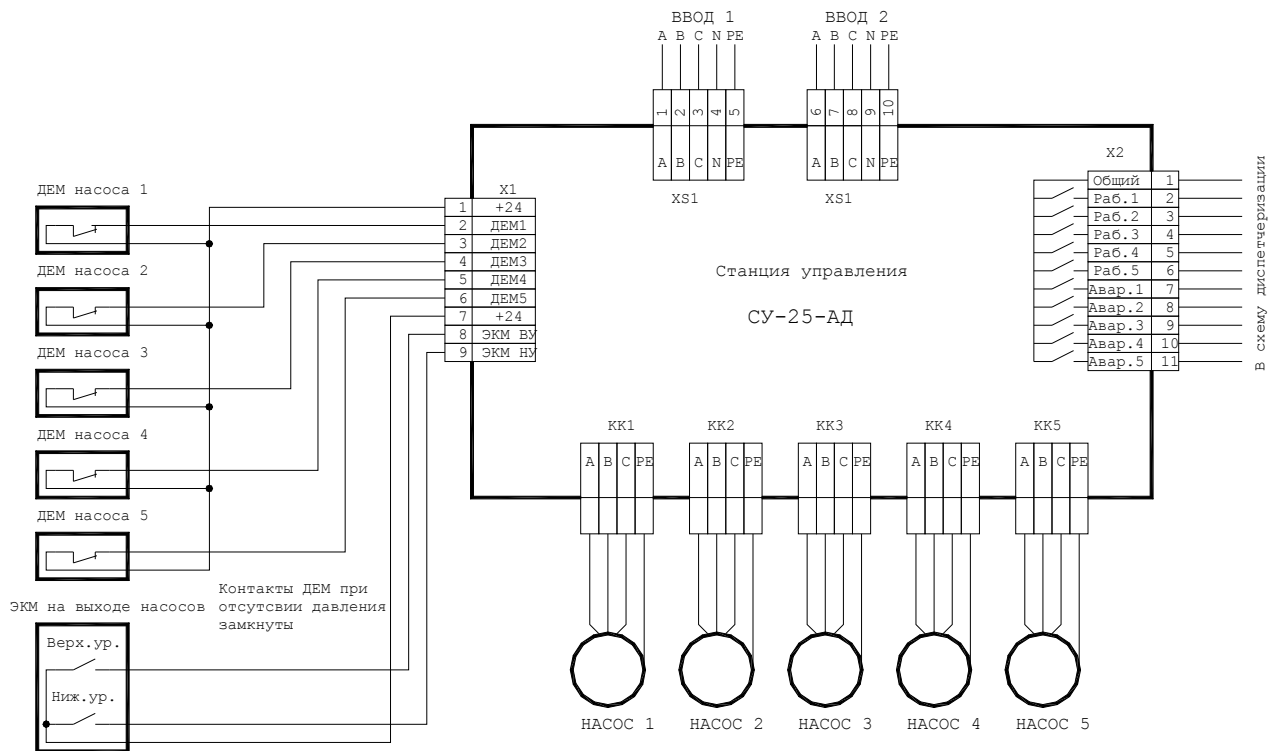 ВВОД 1
A B C N PE
1 2 3 4 5
A B C N PE
XS1
ВВОД 2
A B C N PE
6 7 8 9 10
A B C N PE
XS1
ДЕМ насоса 1
ДЕМ насоса 2
ДЕМ насоса 3
ДЕМ насоса 4
ДЕМ насоса 5
ЭКМ на выходе насосов
Верх.ур.
Ниж.ур.
Контакты ДЕМ при
отсутсвии давления
замкнуты
X1
1 +24
2 ДЕМ1
3 ДЕМ2
4 ДЕМ3
5 ДЕМ4
6 ДЕМ5
7 +24
8 ЭКМ ВУ
9 ЭКМ НУ
Станция управления
СУ-25-АД
X2
Общий 1
Раб.1 2
Раб.2 3
Раб.3 4
Раб.4 5
Раб.5 6
Авар.1 7
Авар.2 8
Авар.3 9
Авар.4 10
Авар.5 11
В схему диспетчеризации
КК1
A B C PE
НАСОС 1
КК2
A B C PE
НАСОС 2
КК3
A B C PE
НАСОС 3
КК4
A B C PE
НАСОС 4
КК5
A B C PE
НАСОС 5